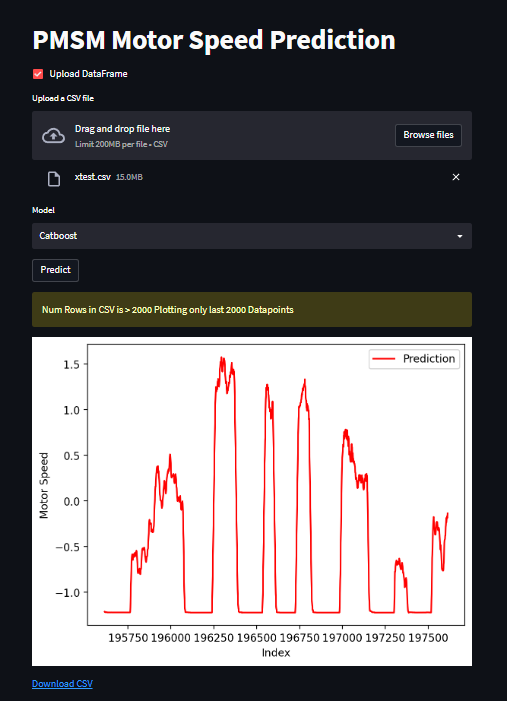 PMSM Motor Speed Prediction
Upload DataFrame
Upload a CSV file
Drag and drop file here
Limit 200MB per file • CSV
Browse files
xtest.csv 15.0MB
Model
Catboost
Predict
Num Rows in CSV is > 2000 Plotting only last 2000 Datapoints
Prediction
1.5
1.0
0.5
0.0
−0.5
−1.0
Motor Speed
195750 196000 196250 196500 196750 197000 197250 197500
Index
Download CSV